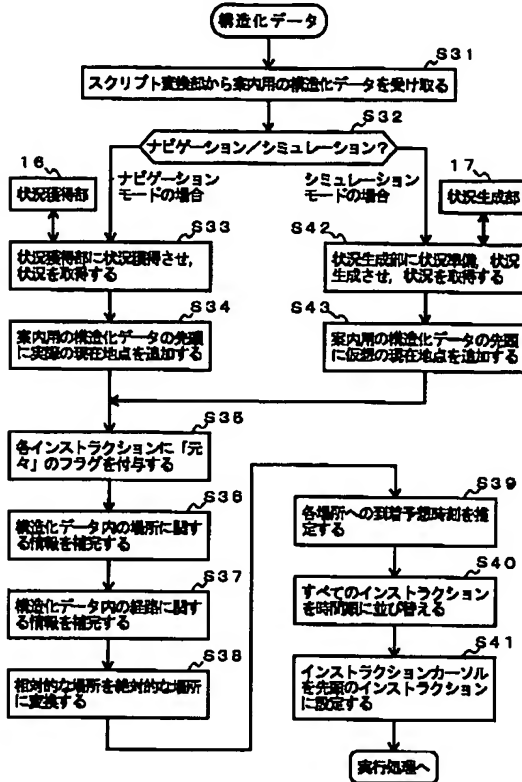 構造化データ
S31
スクリプト変換部から案内用の構造化データを受け取る
S32
ナビゲーション/シミュレーション?
16
状況獲得部
ナビゲーション
モードの場合
シミュレーション
モードの場合
17
状況生成部
S33
状況獲得部に状況獲得させ,
状況を取得する
S42
状況生成部に状況準備,状況
生成させ,状況を取得する
S34
案内用の構造化データの先頭
に実際の現在地点を追加する
S43
案内用の構造化データの先頭
に仮想の現在地点を追加する
S35
各インストラクションに「元
々」のフラグを付与する
S36
構造化データ内の場所に関す
る情報を補完する
S37
構造化データ内の経路に関す
る情報を補完する
S38
相対的な場所を絶対的な場所
に変換する
S39
各場所への到着予想時刻を推
定する
S40
すべてのインストラクション
を時間順に並び替える
S41
インストラクションカーソル
を先頭のインストラクション
に設定する
実行処理へ